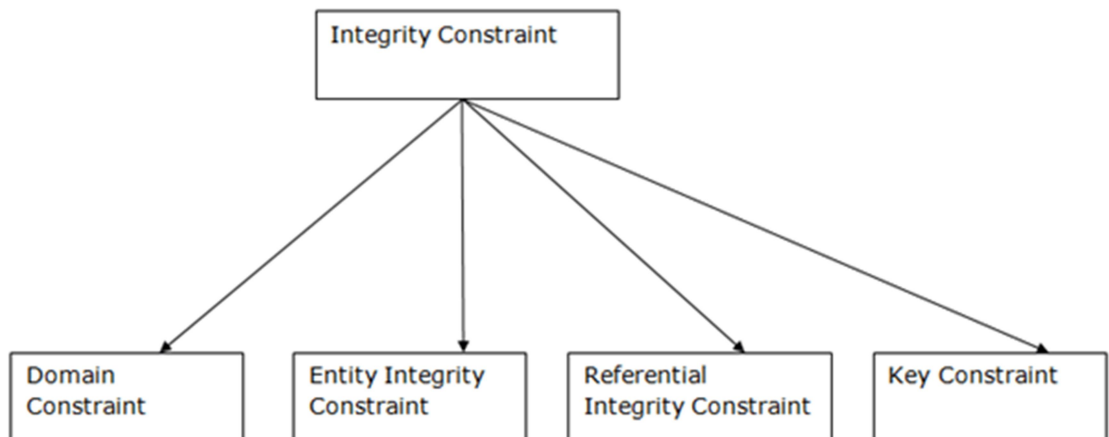 Integrity Constraint
Domain
Constraint
Entity Integrity
Constraint
Referential
Integrity Constraint
Key Constraint